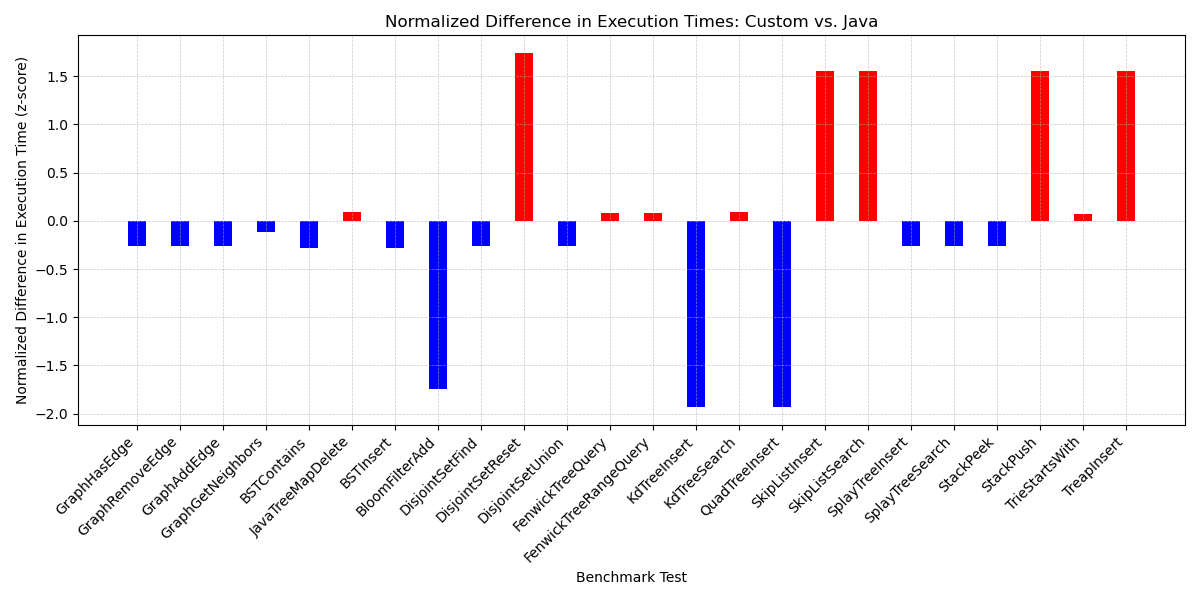 Normalized Difference in Execution Times: Custom vs. Java
Normalized Difference in Execution Time (z-score)
1.5
1.0
0.5
0.0
−0.5
−1.0
−1.5
−2.0
GraphHasEdge
GraphRemoveEdge
GraphAddEdge
GraphGetNeighbors
BSTContains
JavaTreeMapDelete
BSTInsert
BloomFilterAdd
DisjointSetFind
DisjointSetReset
DisjointSetUnion
FenwickTreeQuery
FenwickTreeRangeQuery
KdTreeInsert
KdTreeSearch
QuadTreeInsert
SkipListInsert
SkipListSearch
SplayTreeInsert
SplayTreeSearch
StackPeek
StackPush
TrieStartsWith
TreapInsert
Benchmark Test